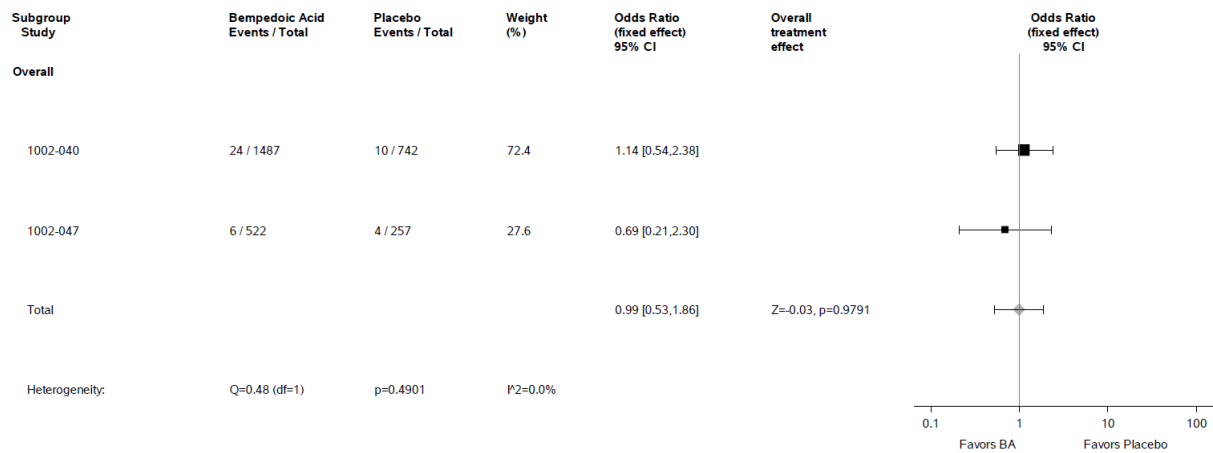 Subgroup Bempedoic Acid Placebo Weight Odds Ratio Overall Odds Ratio
Study Events / Total Events / Total (%) (fixed effect) treatment (fixed effect)
95% CI effect 95% CI
Overall
1002-040 24 / 1487 10 / 742 72.4 1.14 [0.54,2.38]
1002-047 6 / 522 4 / 257 27.6 0.69 [0.21,2.30]
Total 0.99 [0.53,1.86] Z=-0.03, p=0.9791
Heterogeneity: Q=0.48 (df=1) p=0.4901 I^2=0.0%
0.1 1 10 100
Favors BA Favors Placebo